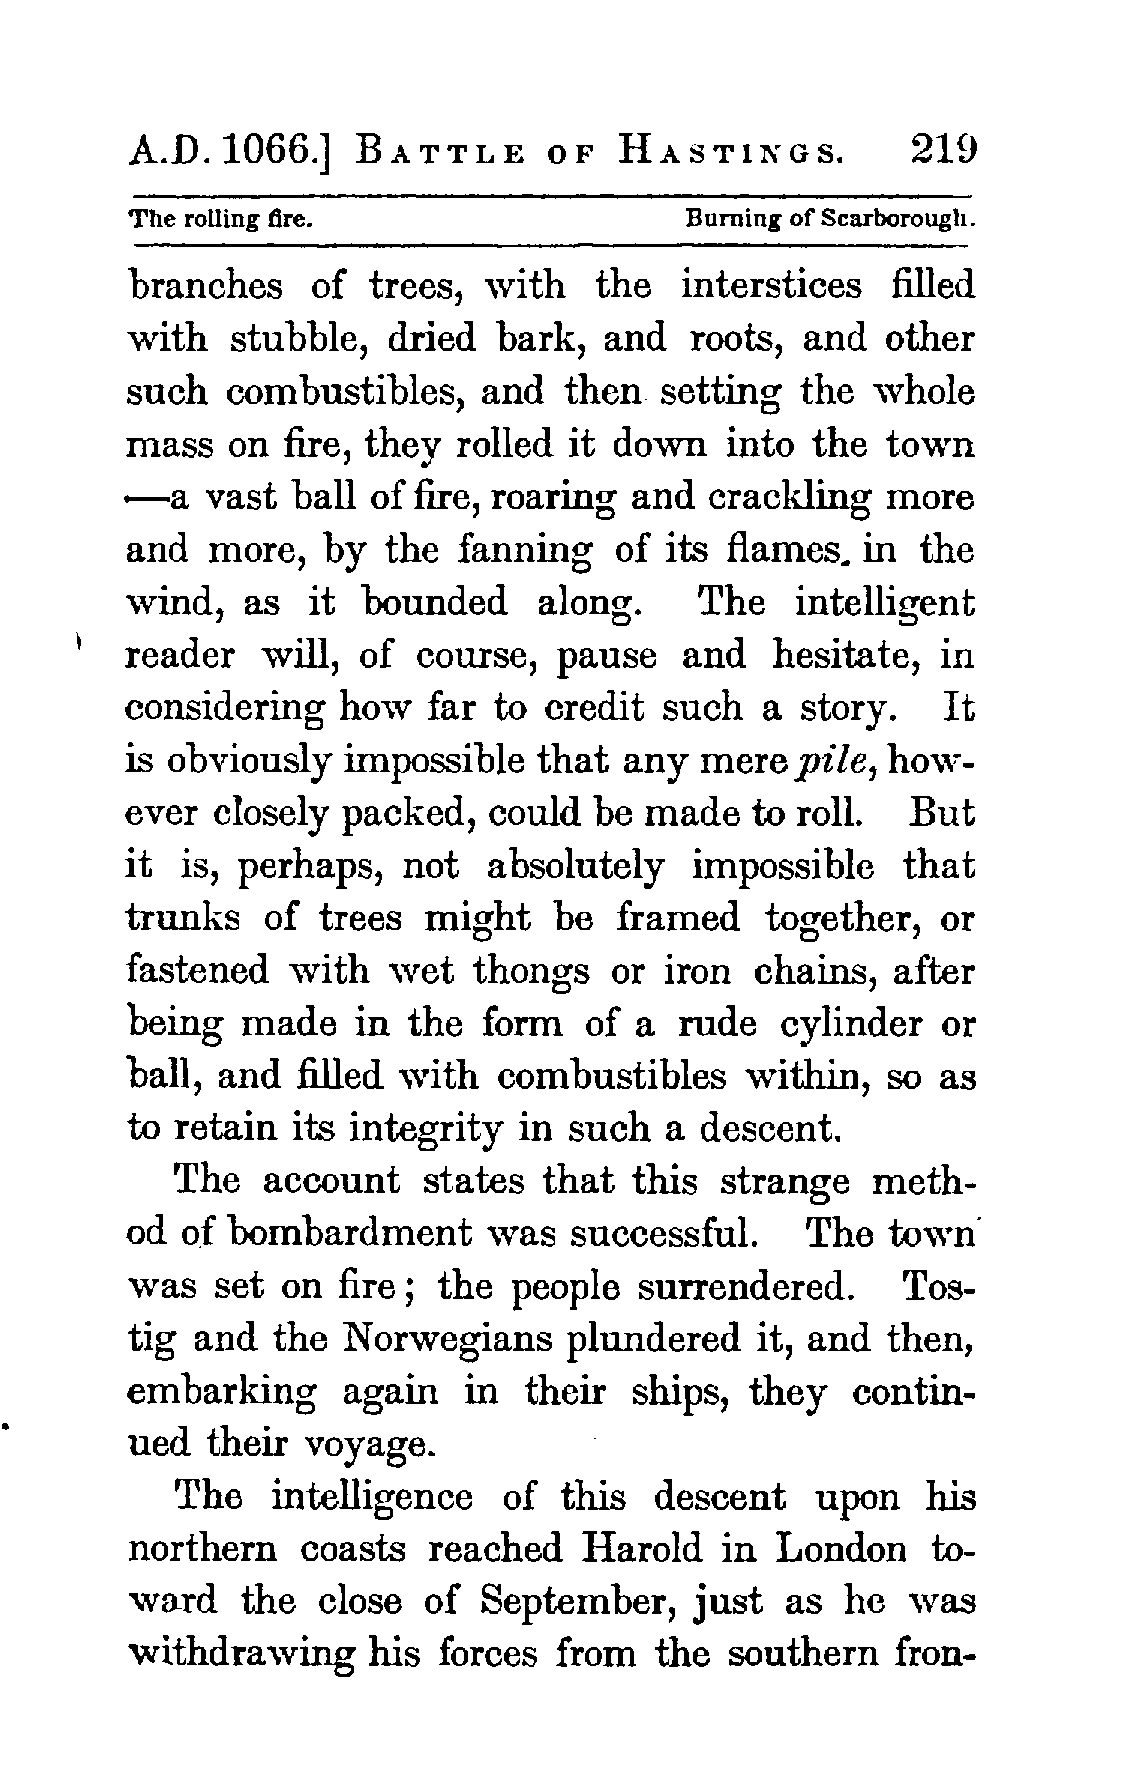 A.D. 1066.] BATTLE OF HASTINGS. 219
The rolling fire. Burning of Scarborough.
branches of trees, with the interstices filled
with stubble, dried bark, and roots, and other
such combustibles, and then setting the whole
mass on fire, they rolled it down into the town
—a vast ball of fire, roaring and crackling more
and more, by the fanning of its flames. in the
wind, as it bounded along. The intelligent
reader will, of course, pause and hesitate, in
considering how far to credit such a story. It
is obviously impossible that any mere pile, how-
ever closely packed, could be made to roll. But
it is, perhaps, not absolutely impossible that
trunks of trees might be framed together, or
fastened with wet thongs or iron chains, after
being made in the form of a rude cylinder or
ball, and filled with combustibles within, so as
to retain its integrity in such a descent.
The account states that this strange meth-
od of bombardment was successful. The town
was set on fire; the people surrendered. Tos-
tig and the Norwegians plundered it, and then,
embarking again in their ships, they contin-
ued their voyage.
The intelligence of this descent upon his
northern coasts reached Harold in London to-
ward the close of September, just as he was
withdrawing his forces from the southern fron-